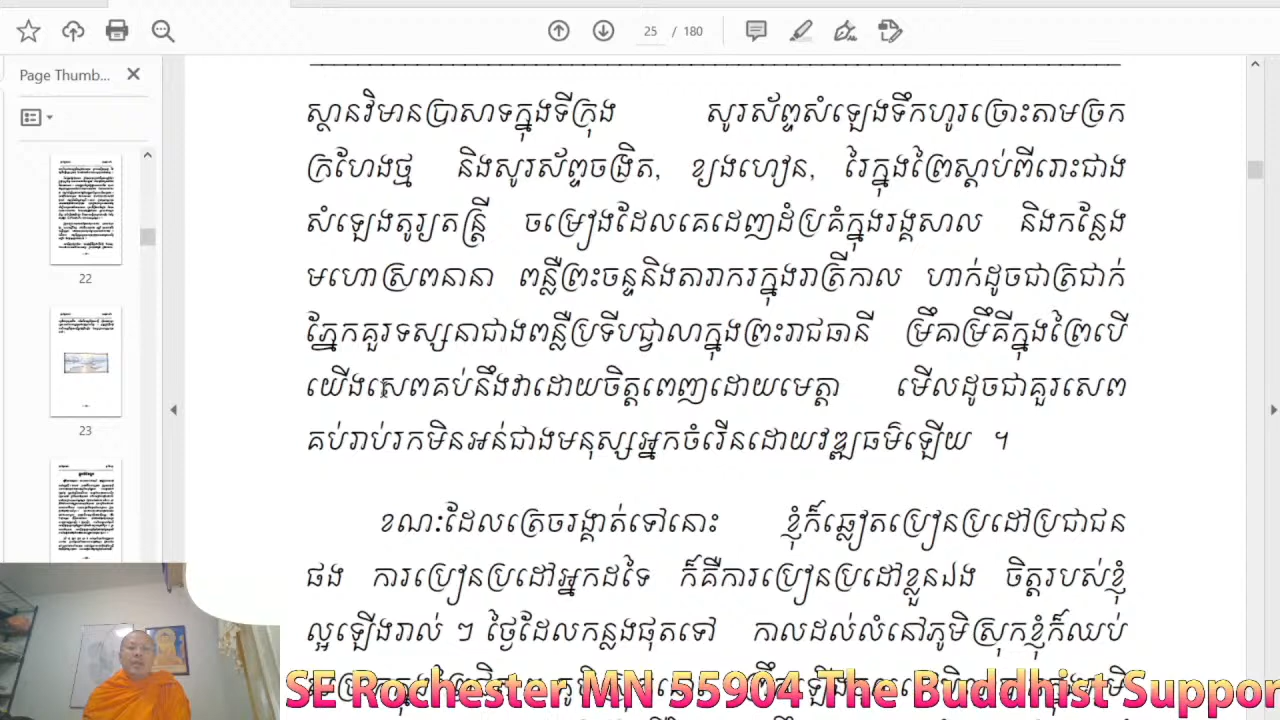 25 / 180
Page Thumb...
ស្ថានវិមានប្រាសាទក្នុងទីក្រុង សូរស័ព្ទសំឡេងទឹកហូរច្រោះតាមច្រក
ក្រហែងថ្ម និងសូរស័ព្ទចង្រិត, ខ្យងហៀន, រៃក្នុងព្រៃស្តាប់ពីរោះជាង
សំឡេងតូរ្យតន្ត្រី ចម្រៀងដែលគេដេញដំប្រគំក្នុងរង្គសាល និងកន្លែង
មហោស្រពនានា ពន្លឺព្រះចន្ទនិងតារាករក្នុងរាត្រីកាល ហាក់ដូចជាត្រជាក់
ភ្នែកគួរទស្សនាជាងពន្លឺប្រទីបជ្វាលាក្នុងព្រះរាជធានី ម្រឹគាម្រឹគីក្នុងព្រៃបើ
យើងសេពគប់នឹងវាដោយចិត្តពេញដោយមេត្តា មើលដូចជាគួរសេព
គប់រាប់រកមិនអន់ជាងមនុស្សអ្នកចំរើនដោយវឌ្ឍធម៌ឡើយ ។
ខណៈដែលត្រេចរង្គាត់ទៅនោះ ខ្ញុំក៏ឆ្លៀតប្រៀនប្រដៅប្រជាជន
ផង ការប្រៀនប្រដៅអ្នកដទៃ ក៏គឺការប្រៀនប្រដៅខ្លួនឯង ចិត្តរបស់ខ្ញុំ
ល្អឡើងរាល់ ៗ ថ្ងៃដែលកន្លងផុតទៅ កាលដល់លំនៅភូមិស្រុកខ្ញុំក៏ឈប់
22
23
SE Rochester MN 55904 The Buddhist Suppor